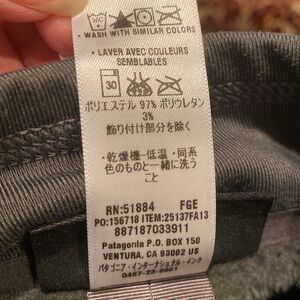 • WASH WITH SIMILAR COLORS
• LAVER AVEC COULEURS
SEMBLABLES
30
ポリエステル 97% ポリウレタン
3%
飾り付け部分を除く
・乾燥機-低温・同系
色のものと一緒に洗う
こと
RN:51884 FGE
PO:156718 ITEM:25137FA13
887187033911
Patagonia P.O. BOX 150
VENTURA, CA 93002 US
パタゴニア・インターナショナル・インク